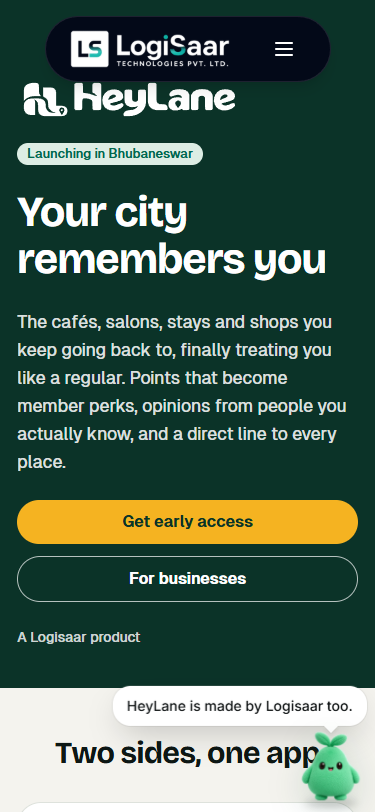 LS LogiSaar
TECHNOLOGIES PVT. LTD.
HeyLane
Launching in Bhubaneswar
Your city
remembers you
The cafés, salons, stays and shops you
keep going back to, finally treating you
like a regular. Points that become
member perks, opinions from people you
actually know, and a direct line to every
place.
Get early access
For businesses
A Logisaar product
HeyLane is made by Logisaar too.
Two sides, one app